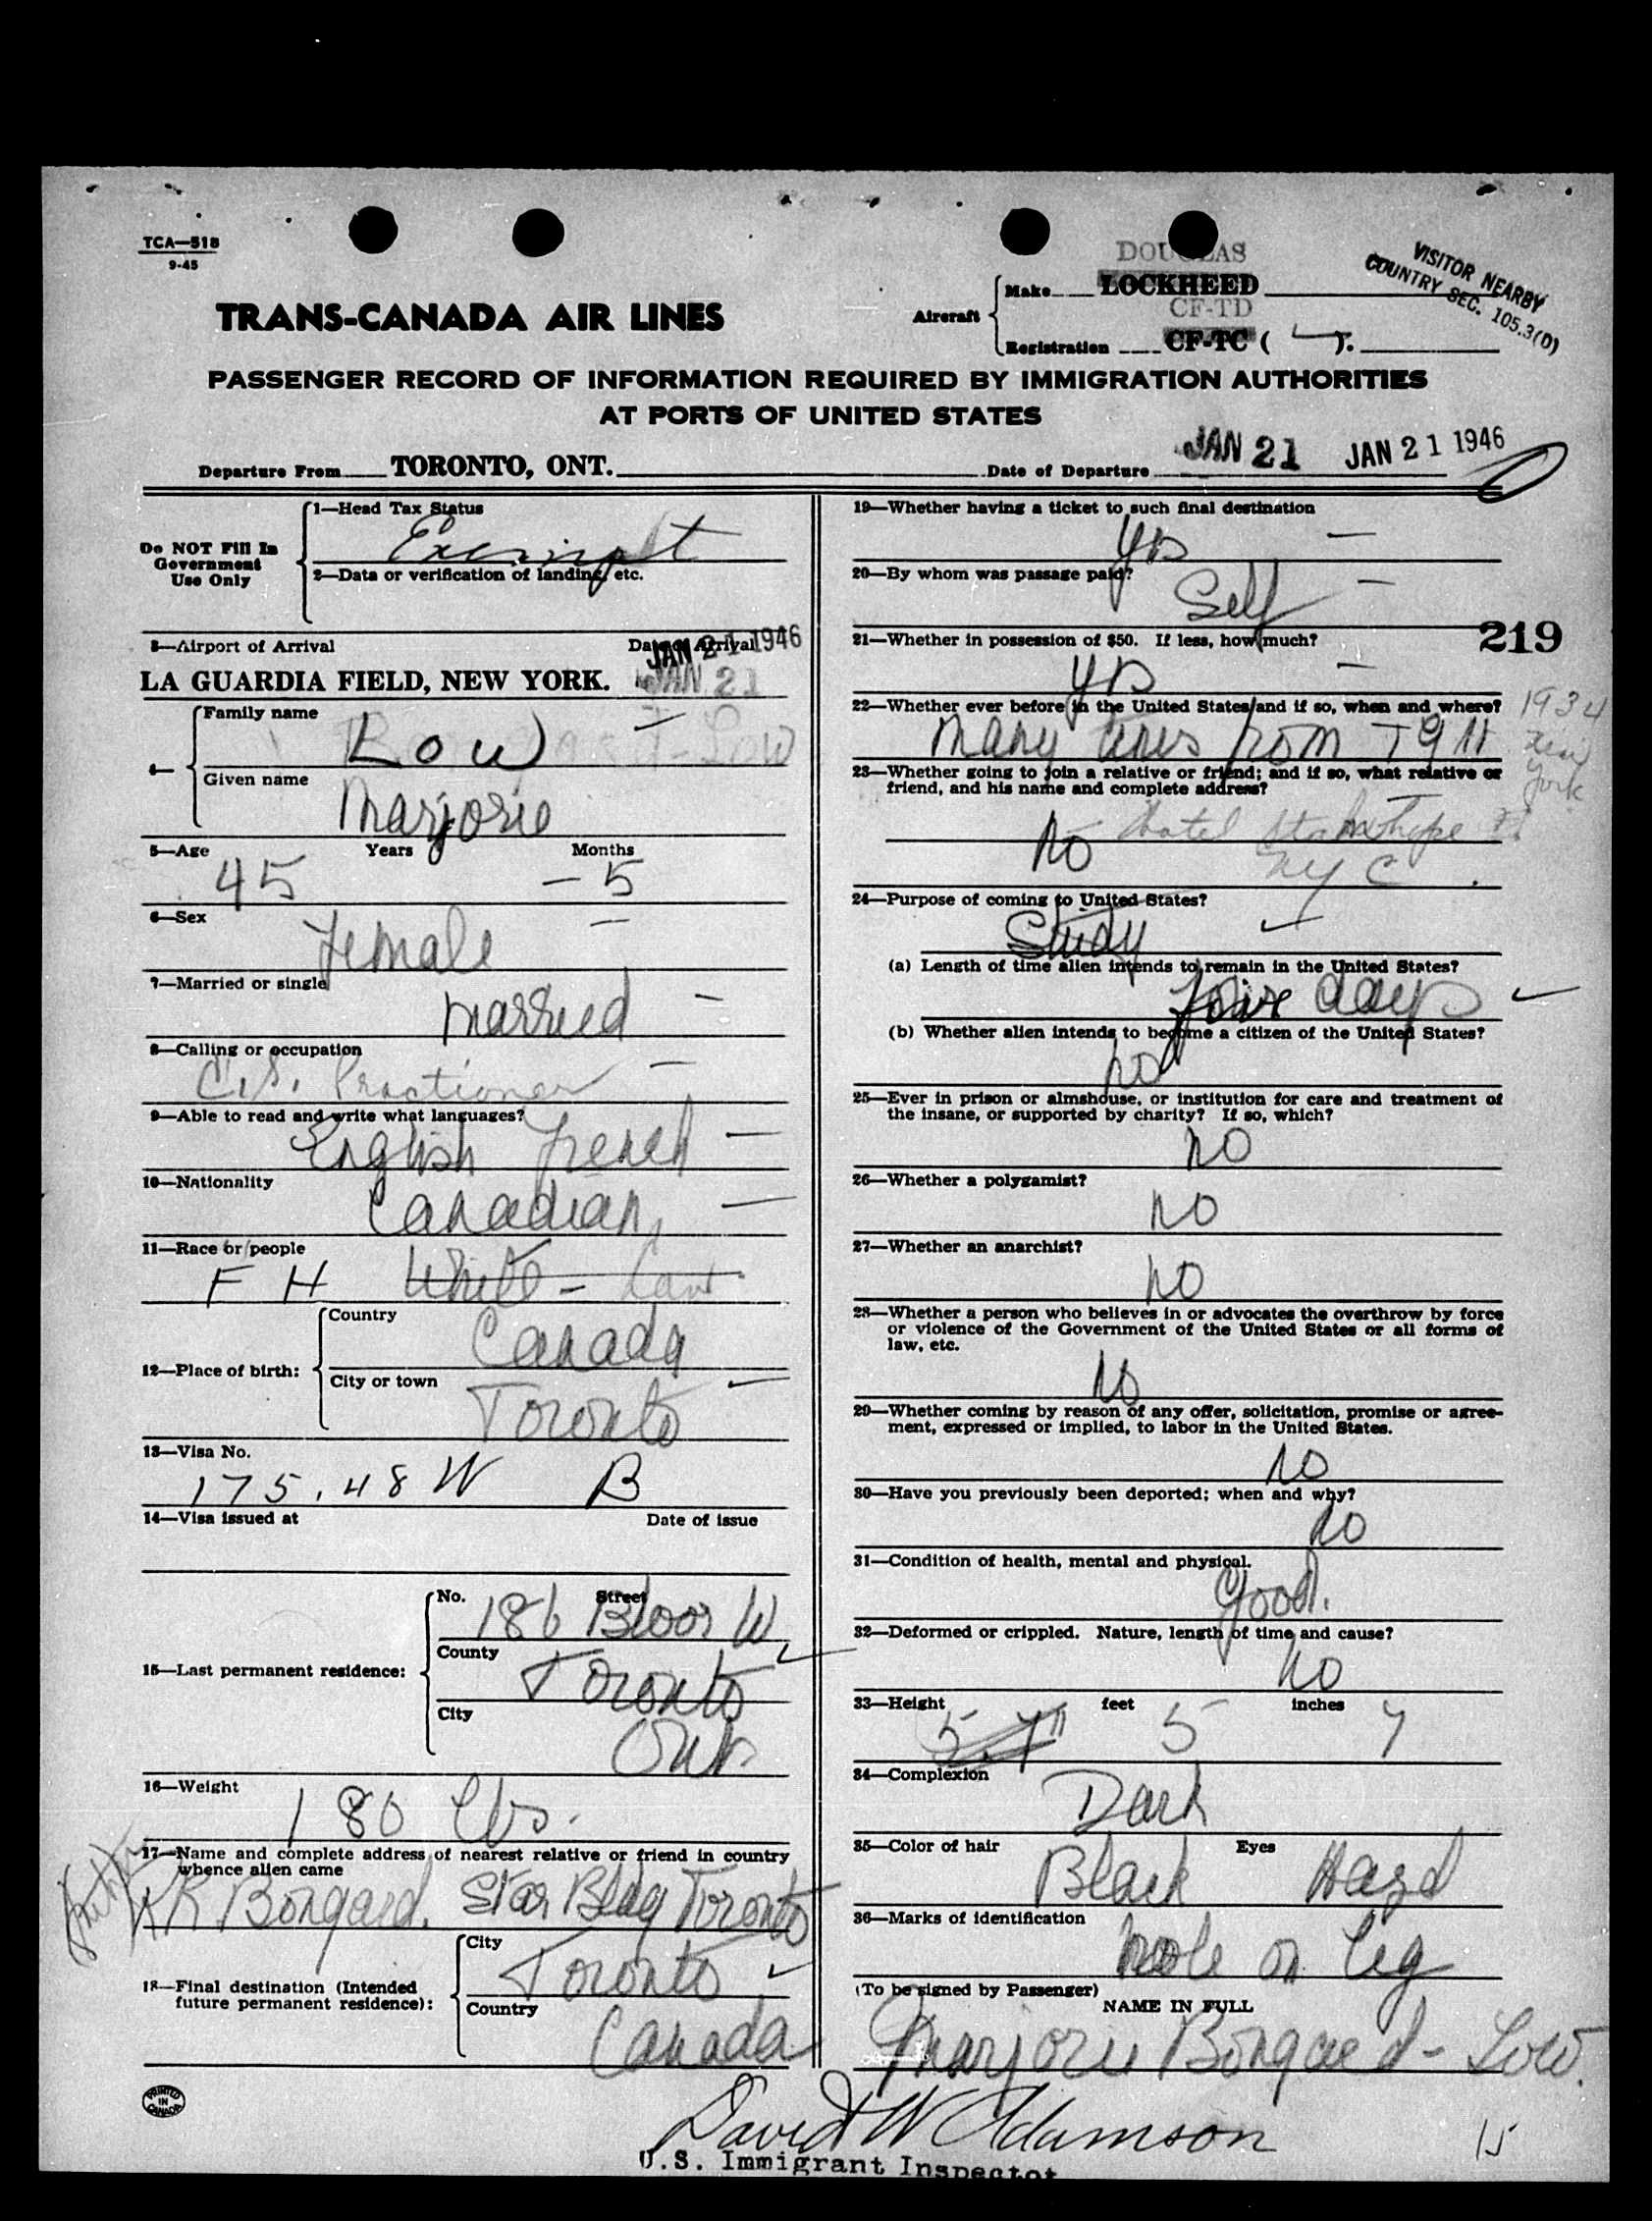 TCA—518
9-45
DOUGLAS
VISITOR NEARBY
COUNTRY SEC. 105.3(D)
TRANS-CANADA AIR LINES
Aircraft
Make LOCKHEED
CF-TD
Registration CF-TC ( ).
PASSENGER RECORD OF INFORMATION REQUIRED BY IMMIGRATION AUTHORITIES
AT PORTS OF UNITED STATES
Departure From TORONTO, ONT. Date of Departure JAN 21 JAN 21 1946
Do NOT Fill In
Government
Use Only
1—Head Tax Status
Exempt
2—Data or verification of landing, etc.
3—Airport of Arrival Date of Arrival JAN 21 1946
LA GUARDIA FIELD, NEW YORK. JAN 21
4—
Family name
Low
Given name
Marjorie
5—Age Years Months
45 – 5
6—Sex
Female
7—Married or single
Married
8—Calling or occupation
C.S. Practioner
9—Able to read and write what languages?
English French
10—Nationality
Canadian
11—Race or people
F H White –
12—Place of birth:
Country
Canada
City or town
Toronto
13—Visa No.
175.48 W B
14—Visa issued at Date of issue
15—Last permanent residence:
No. Street
186 Bloor W
County
Toronto
City
Ont.
16—Weight
180 lbs.
17—Name and complete address of nearest relative or friend in country
whence alien came
R Bongard. Star Bldg Toronto
18—Final destination (Intended
future permanent residence):
City
Toronto
Country
Canada
PRINTED
IN
CANADA
19—Whether having a ticket to such final destination
Yes
20—By whom was passage paid?
Self
21—Whether in possession of $50. If less, how much?
219
Yes
22—Whether ever before in the United States and if so, when and where?
1934
Many times from
New
York
23—Whether going to join a relative or friend; and if so, what relative or
friend, and his name and complete address?
No Hotel Stanhope
NYC
24—Purpose of coming to United States?
Study
(a) Length of time alien intends to remain in the United States?
Five days
(b) Whether alien intends to become a citizen of the United States?
No
25—Ever in prison or almshouse, or institution for care and treatment of
the insane, or supported by charity? If so, which?
No
26—Whether a polygamist?
No
27—Whether an anarchist?
No
28—Whether a person who believes in or advocates the overthrow by force
or violence of the Government of the United States or all forms of
law, etc.
No
29—Whether coming by reason of any offer, solicitation, promise or agree-
ment, expressed or implied, to labor in the United States.
No
30—Have you previously been deported; when and why?
No
31—Condition of health, mental and physical.
Good.
32—Deformed or crippled. Nature, length of time and cause?
No
33—Height feet inches
5.7" 5 7
34—Complexion
Dark
35—Color of hair Eyes
Black Hazel
36—Marks of identification
Mole on leg
(To be signed by Passenger)
NAME IN FULL
Marjorie Bongard-Low.
David W Adamson
15
U.S. Immigrant Inspector